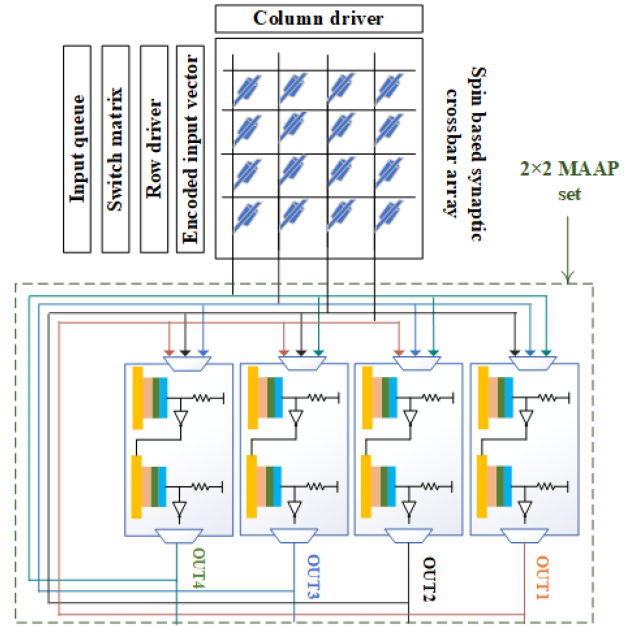 Column driver
Input queue
Switch matrix
Row driver
Encoded input vector
Spin based synaptic
crossbar array
2×2 MAAP
set
OUT4
OUT3
OUT2
OUT1